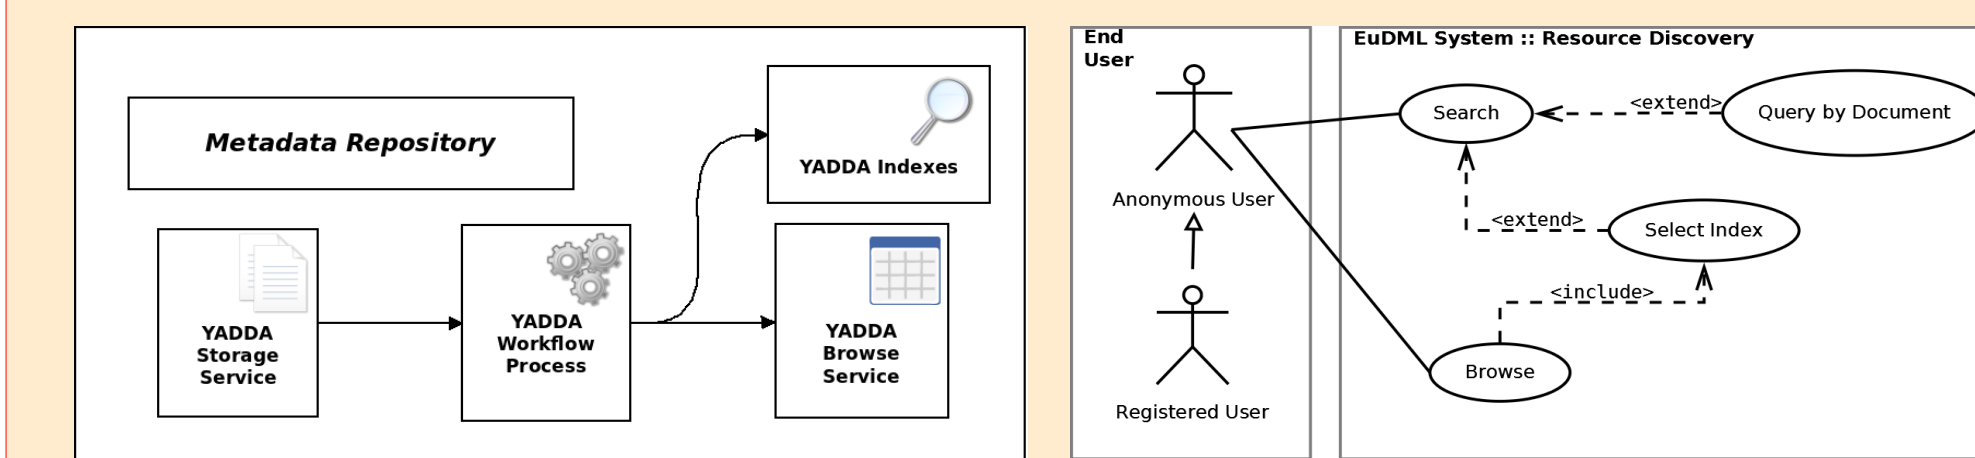 Metadata Repository
YADDA Indexes
YADDA
Storage
Service
YADDA
Workflow
Process
YADDA
Browse
Service
End
User
Anonymous User
Registered User
EuDML System :: Resource Discovery
Search
<extend>
Query by Document
<extend>
Select Index
<include>
Browse